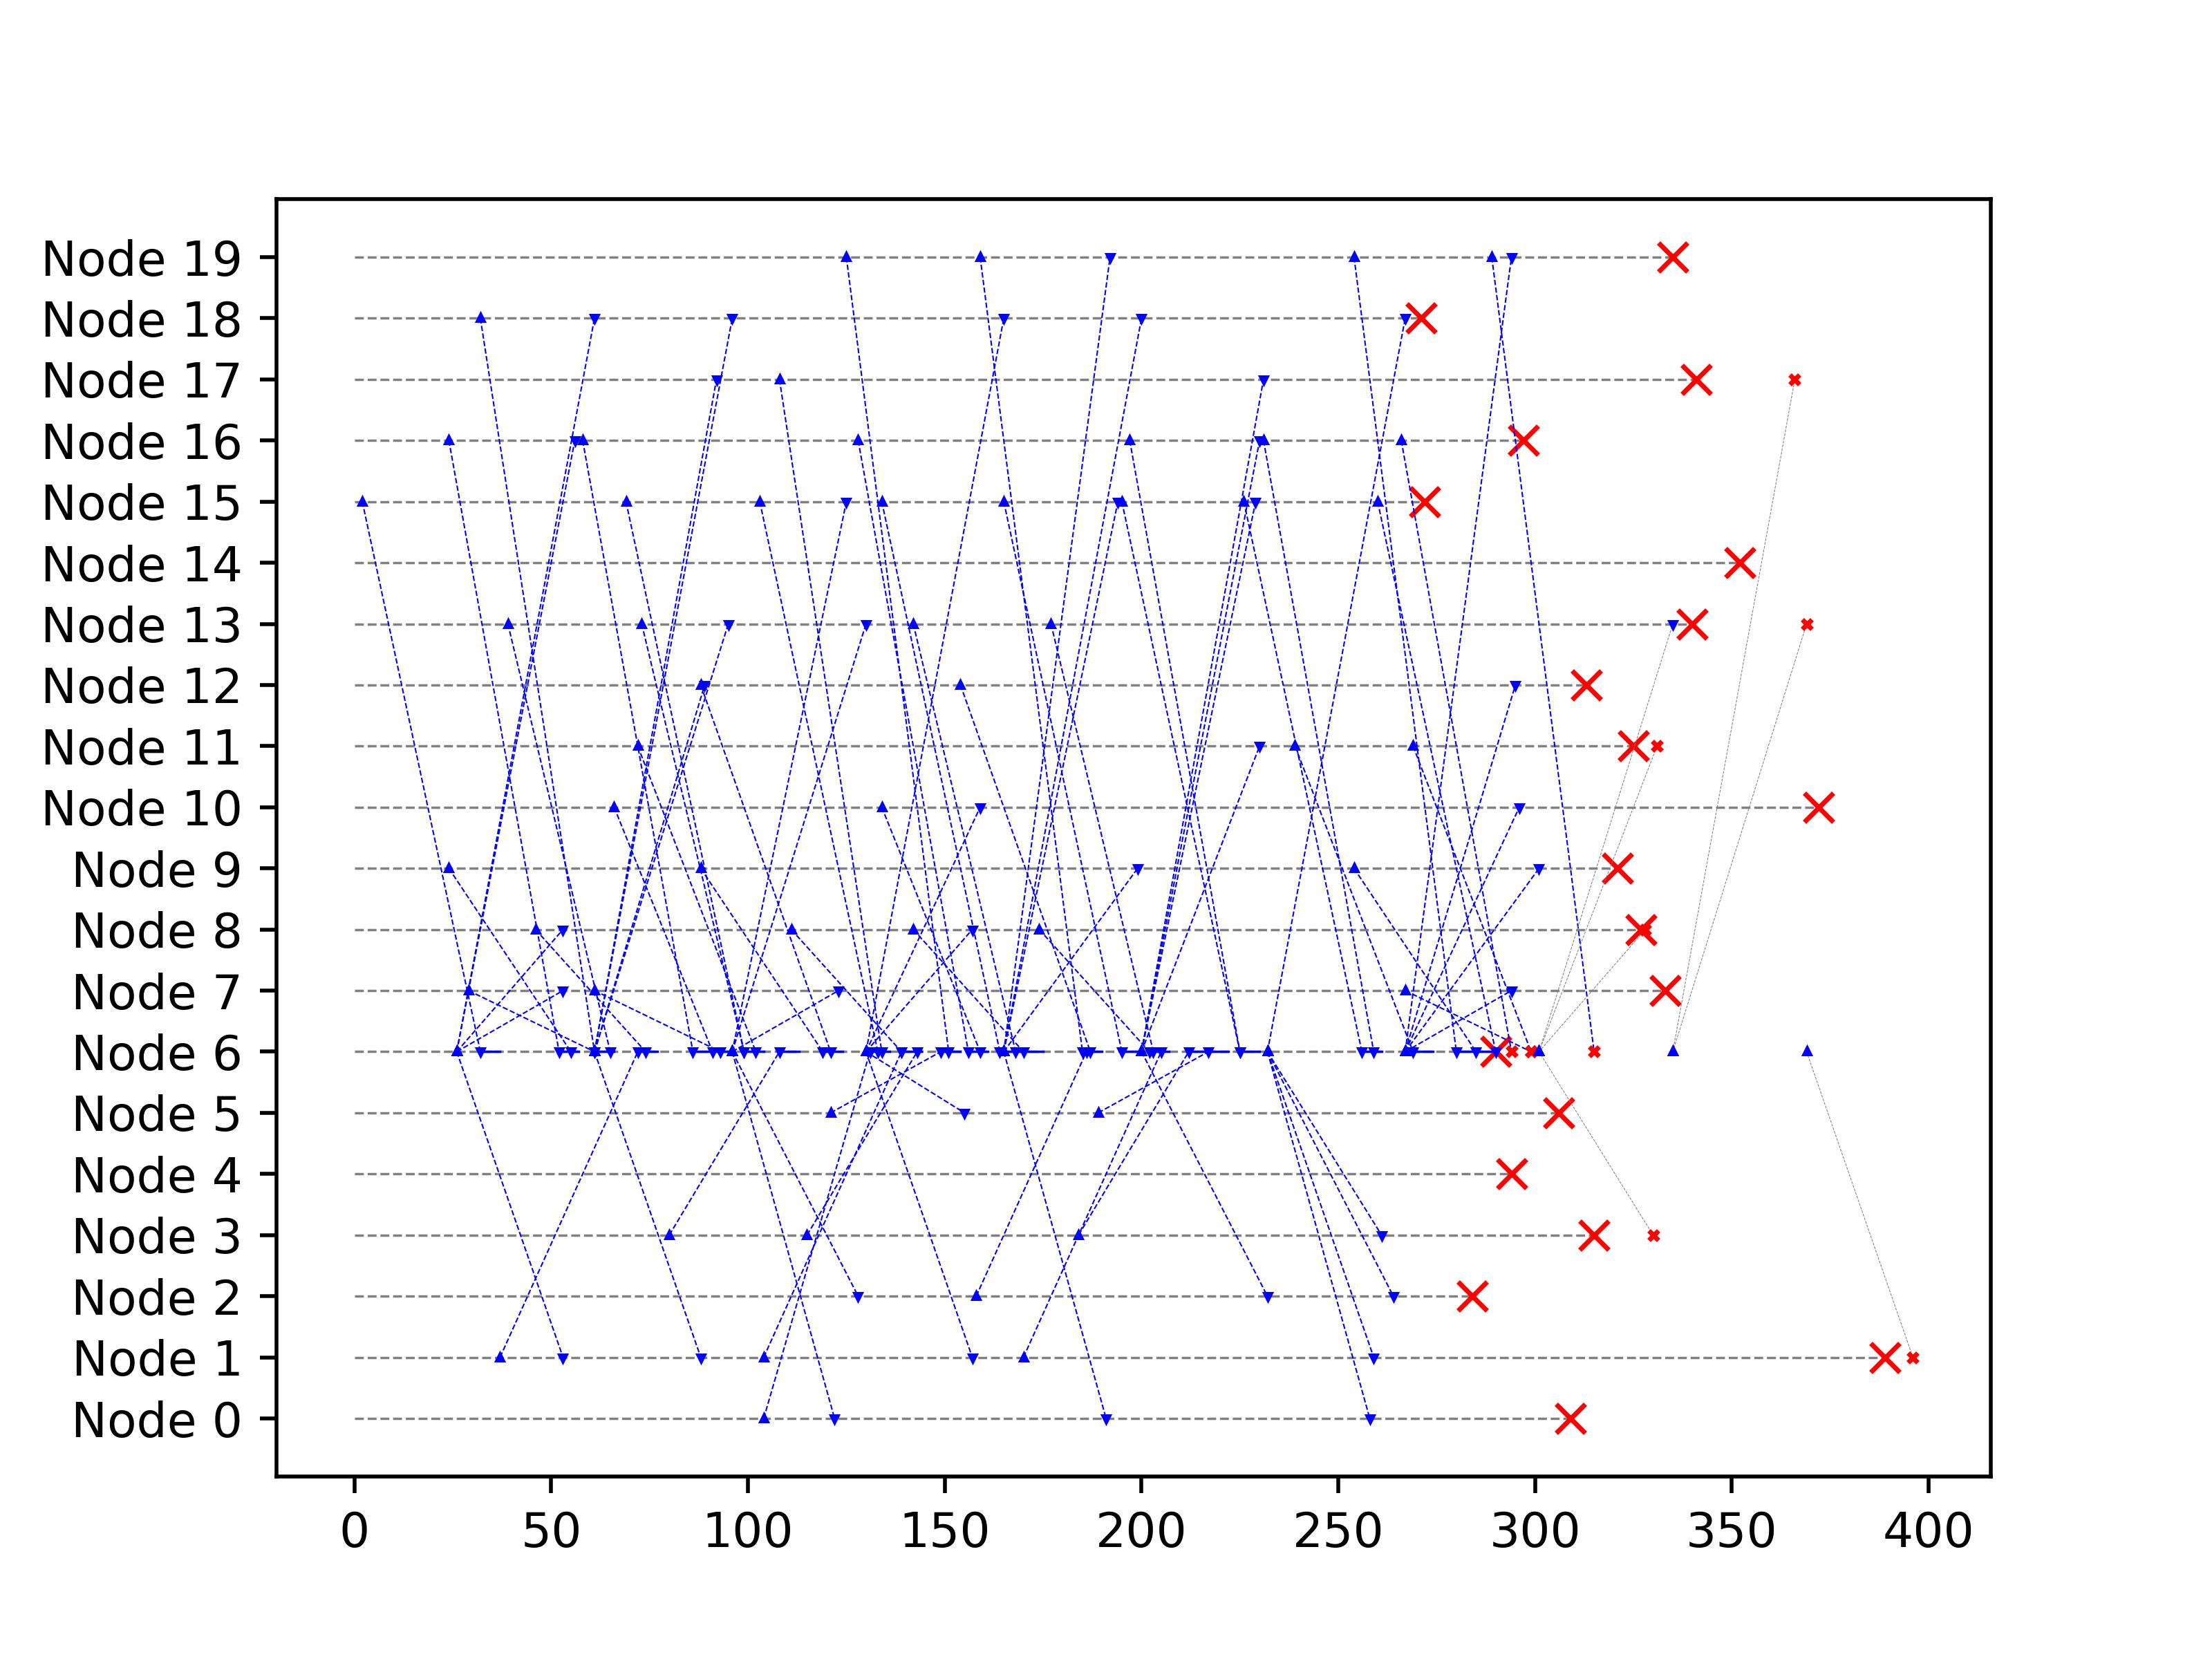 Node 19
Node 18
Node 17
Node 16
Node 15
Node 14
Node 13
Node 12
Node 11
Node 10
Node 9
Node 8
Node 7
Node 6
Node 5
Node 4
Node 3
Node 2
Node 1
Node 0
0 50 100 150 200 250 300 350 400